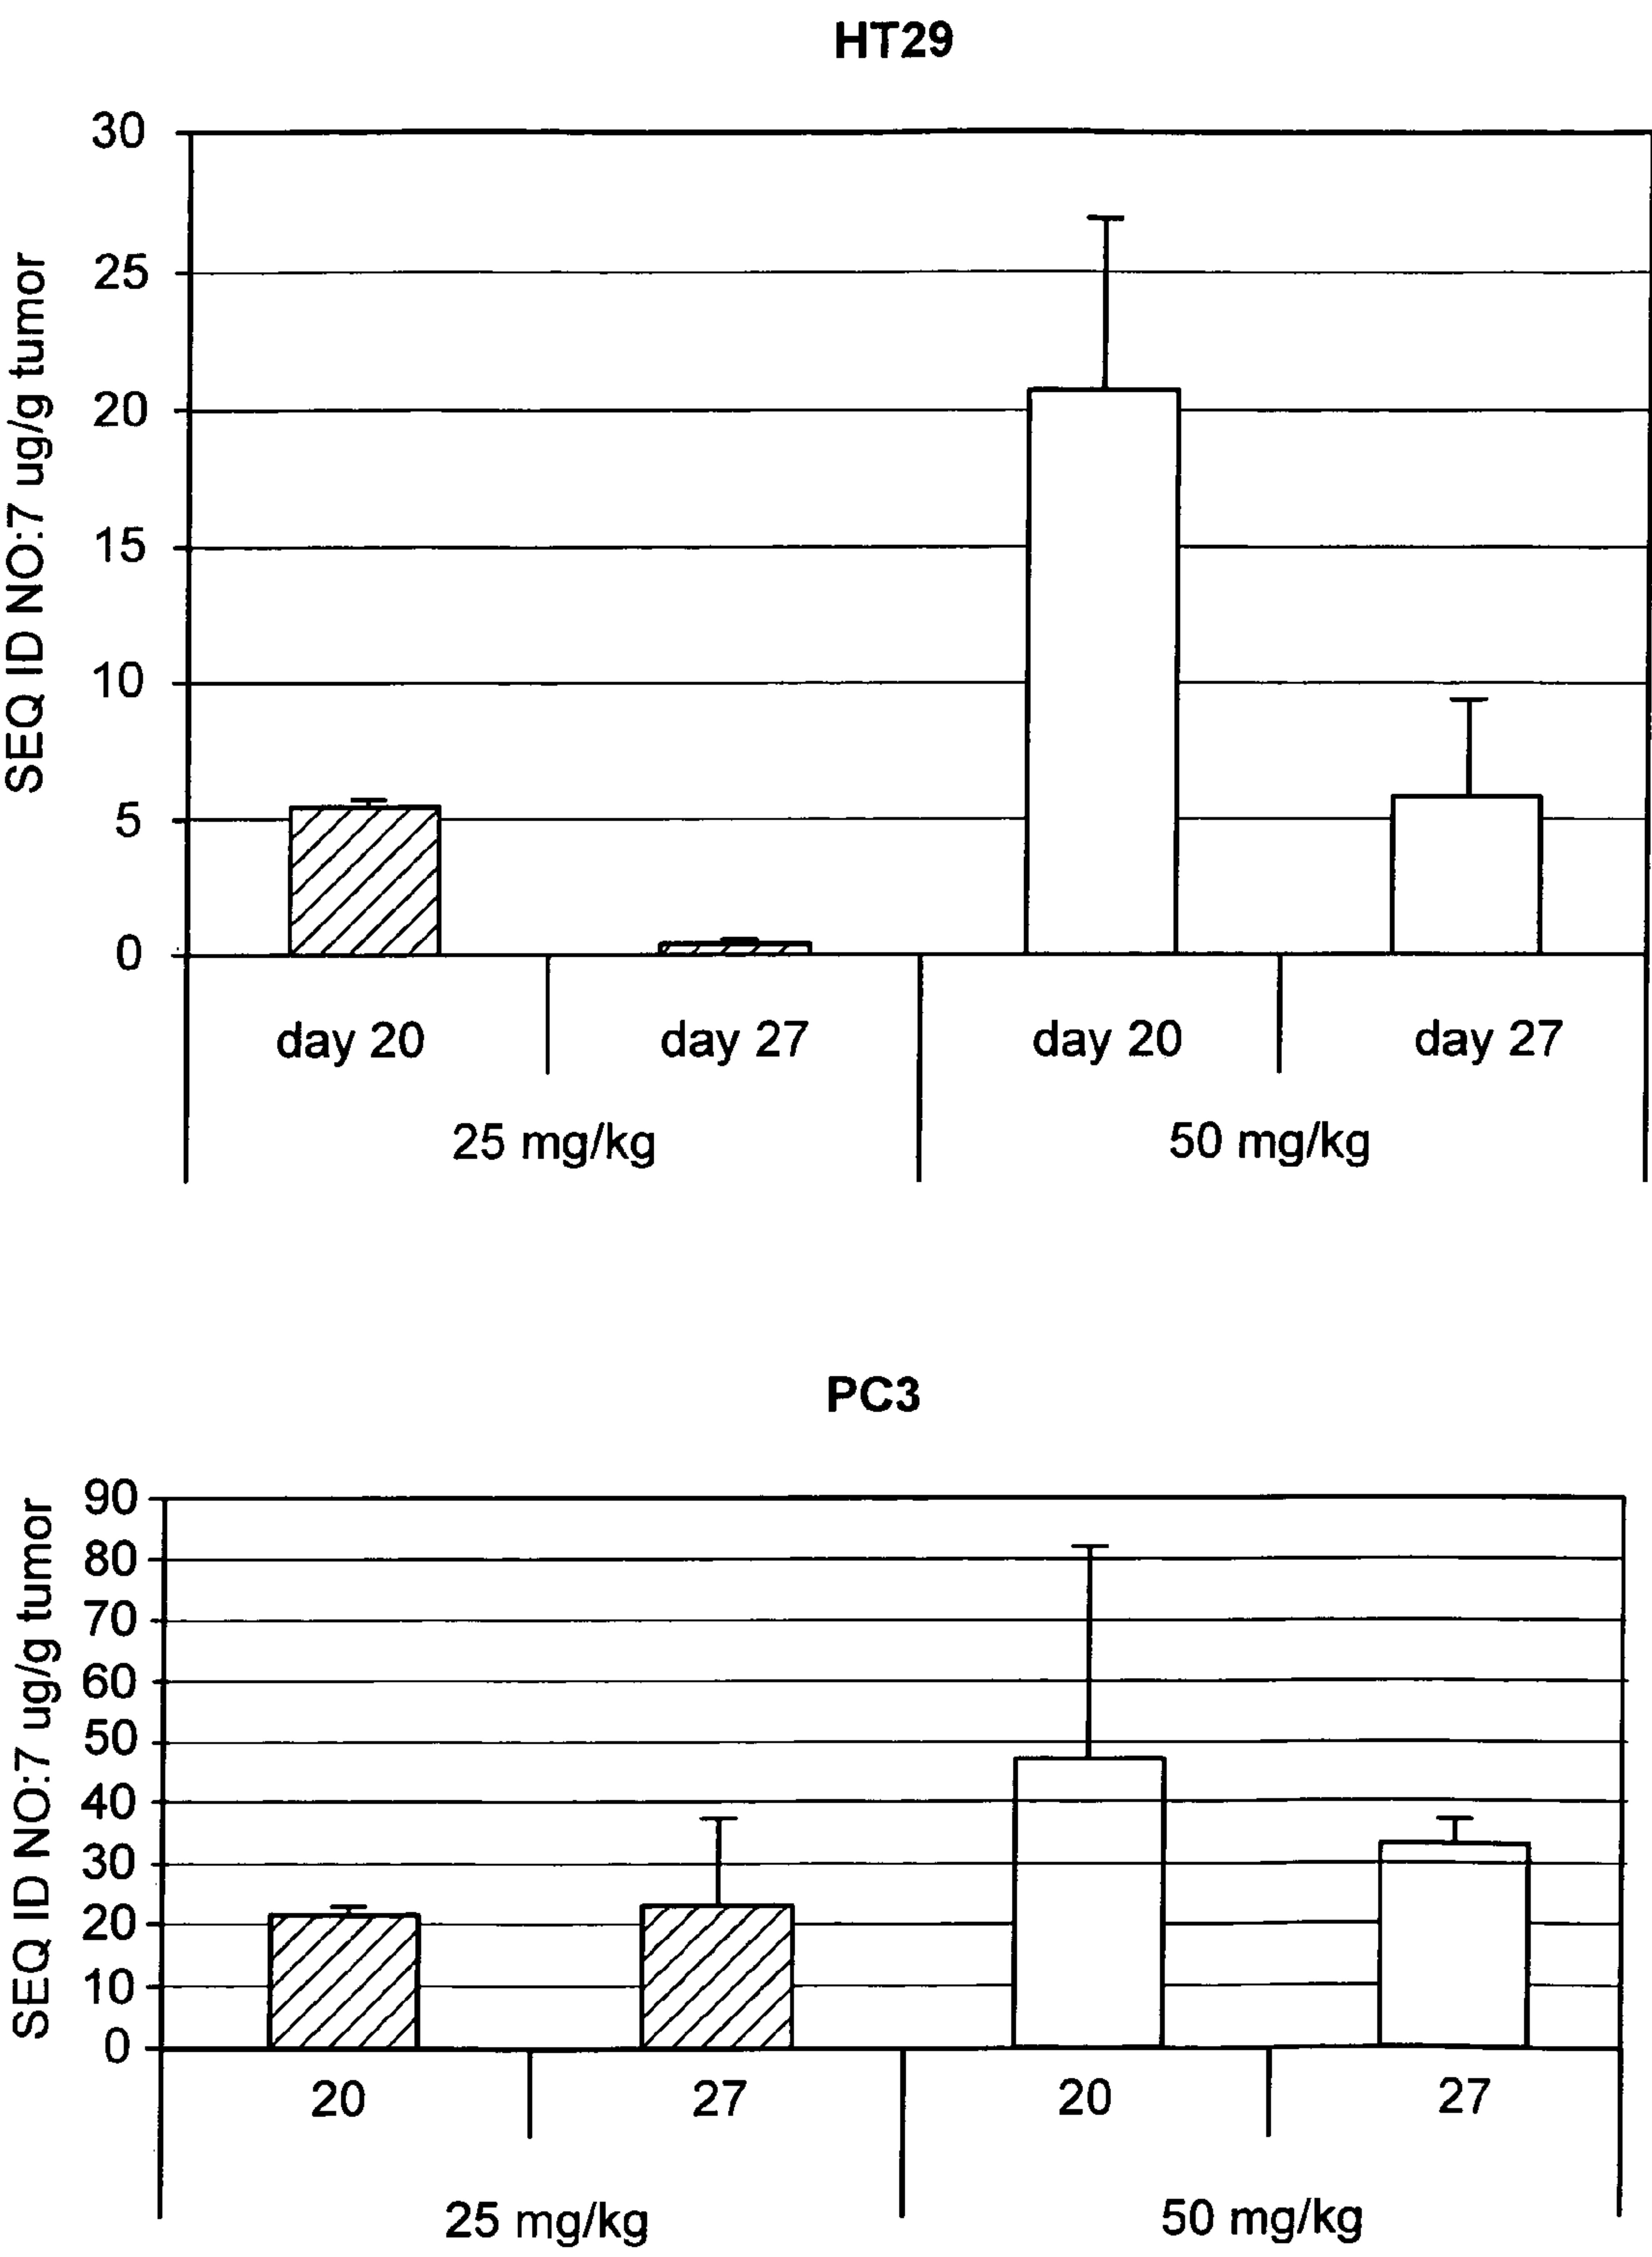 HT29
SEQ ID NO:7 ug/g tumor
30
25
20
15
10
5
0
day 20 day 27 day 20 day 27
25 mg/kg 50 mg/kg
PC3
SEQ ID NO:7 ug/g tumor
90
80
70
60
50
40
30
20
10
0
20 27 20 27
25 mg/kg 50 mg/kg